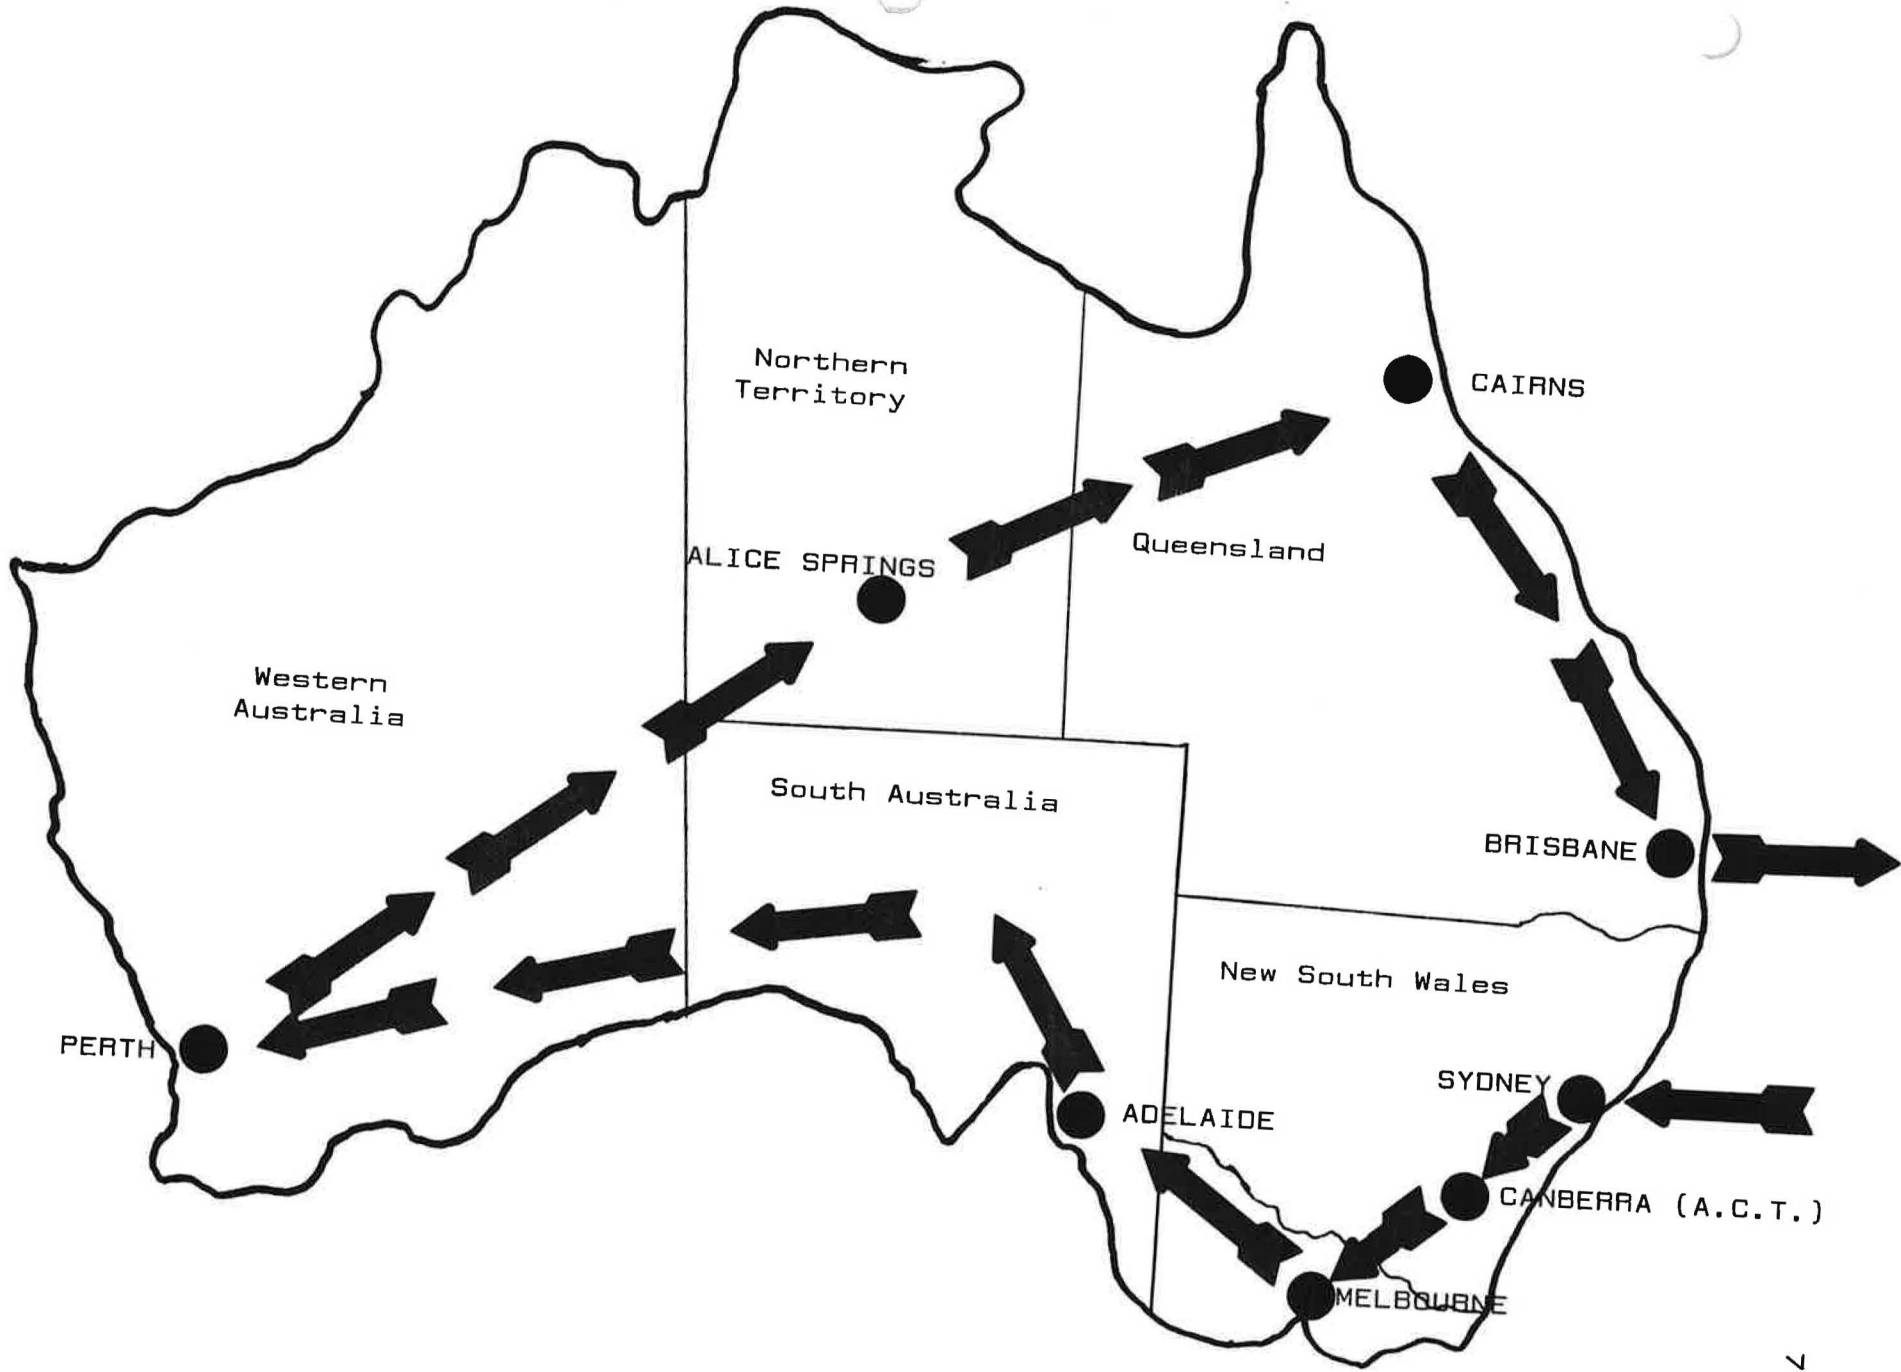 Northern
Territory
CAIRNS
ALICE SPRINGS
Queensland
Western
Australia
South Australia
BRISBANE
New South Wales
PERTH
SYDNEY
ADELAIDE
CANBERRA (A.C.T.)
MELBOURNE
V